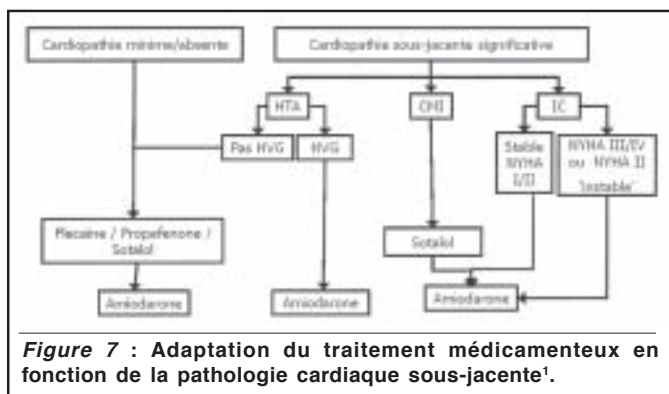 Cardiopathie minime/absente
Cardiopathie sous-jacente significative
HTA
CMI
IC
Pas HVG
HVG
Stable
NYHA
I/II
NYHA III/IV
ou NYHA II
'instable'
Flecaïne / Propafenone /
Sotalol
Sotalol
Amiodarone
Amiodarone
Amiodarone
Figure 7 : Adaptation du traitement médicamenteux en
fonction de la pathologie cardiaque sous-jacente¹.